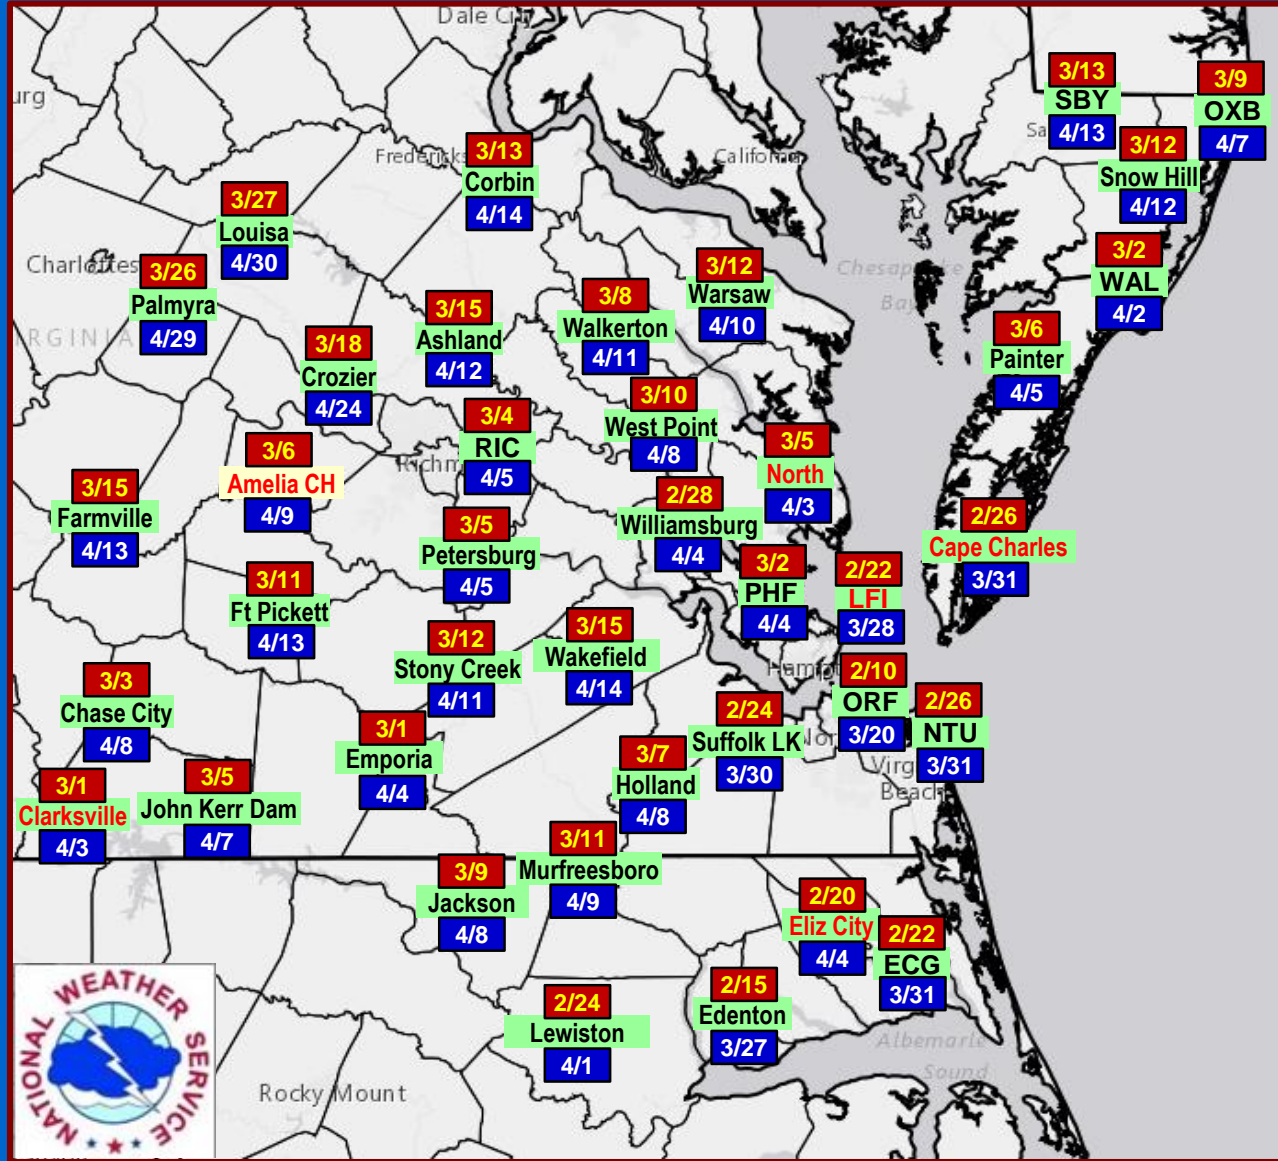 Dale City
urg
3/13
SBY
4/13
3/9
OXB
4/7
Sa
3/12
Snow Hill
4/12
Fredericks
3/13
Corbin
4/14
California
3/27
Louisa
4/30
3/2
WAL
4/2
Charlottes
3/26
Palmyra
4/29
3/12
Warsaw
4/10
Chesapeake
Bay
3/8
Walkerton
4/11
3/15
Ashland
4/12
3/6
Painter
4/5
RGINIA
3/18
Crozier
4/24
3/10
West Point
4/8
3/4
RIC
4/5
Richm
3/5
North
4/3
3/6
Amelia CH
4/9
3/15
Farmville
4/13
2/28
Williamsburg
4/4
2/26
Cape Charles
3/31
3/5
Petersburg
4/5
3/2
PHF
4/4
2/22
LFI
3/28
3/11
Ft Pickett
4/13
3/15
Wakefield
4/14
3/12
Stony Creek
4/11
Hampt
2/10
ORF
3/20
3/3
Chase City
4/8
2/26
NTU
3/31
2/24
Suffolk LK
3/30
Nor
Virg
Beach
3/1
Emporia
4/4
3/7
Holland
4/8
3/1
Clarksville
4/3
3/5
John Kerr Dam
4/7
3/11
Murfreesboro
4/9
3/9
Jackson
4/8
2/20
Eliz City
4/4
2/22
ECG
3/31
2/15
Edenton
3/27
2/24
Lewiston
4/1
Albemarle
Sound
Rocky Mount
NATIONAL WEATHER SERVICE